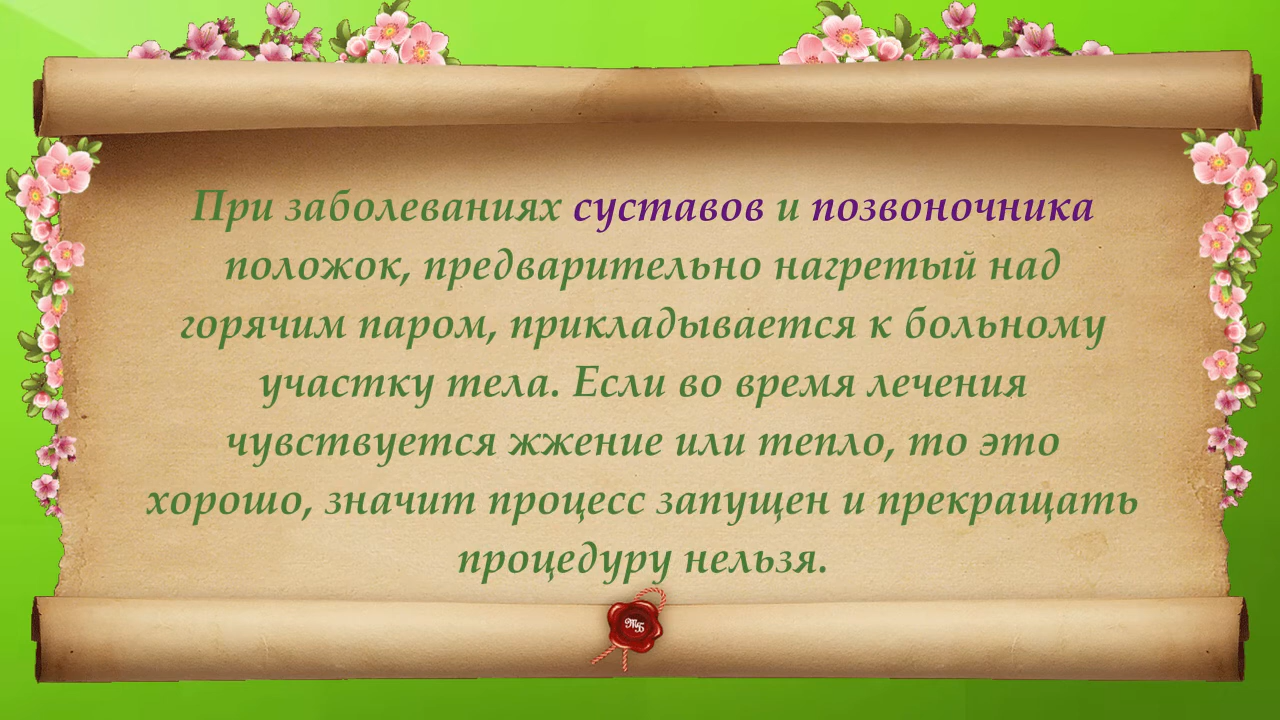 При заболеваниях суставов и позвоночника
положок, предварительно нагретый над
горячим паром, прикладывается к больному
участку тела. Если во время лечения
чувствуется жжение или тепло, то это
хорошо, значит процесс запущен и прекращать
процедуру нельзя.
ТБ